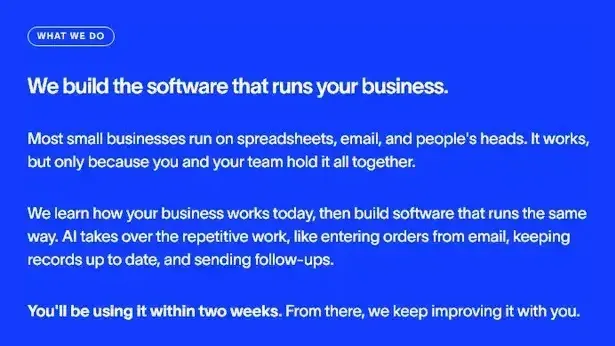 WHAT WE DO
We build the software that runs your business.
Most small businesses run on spreadsheets, email, and people's heads. It works,
but only because you and your team hold it all together.
We learn how your business works today, then build software that runs the same
way. AI takes over the repetitive work, like entering orders from email, keeping
records up to date, and sending follow-ups.
You'll be using it within two weeks. From there, we keep improving it with you.